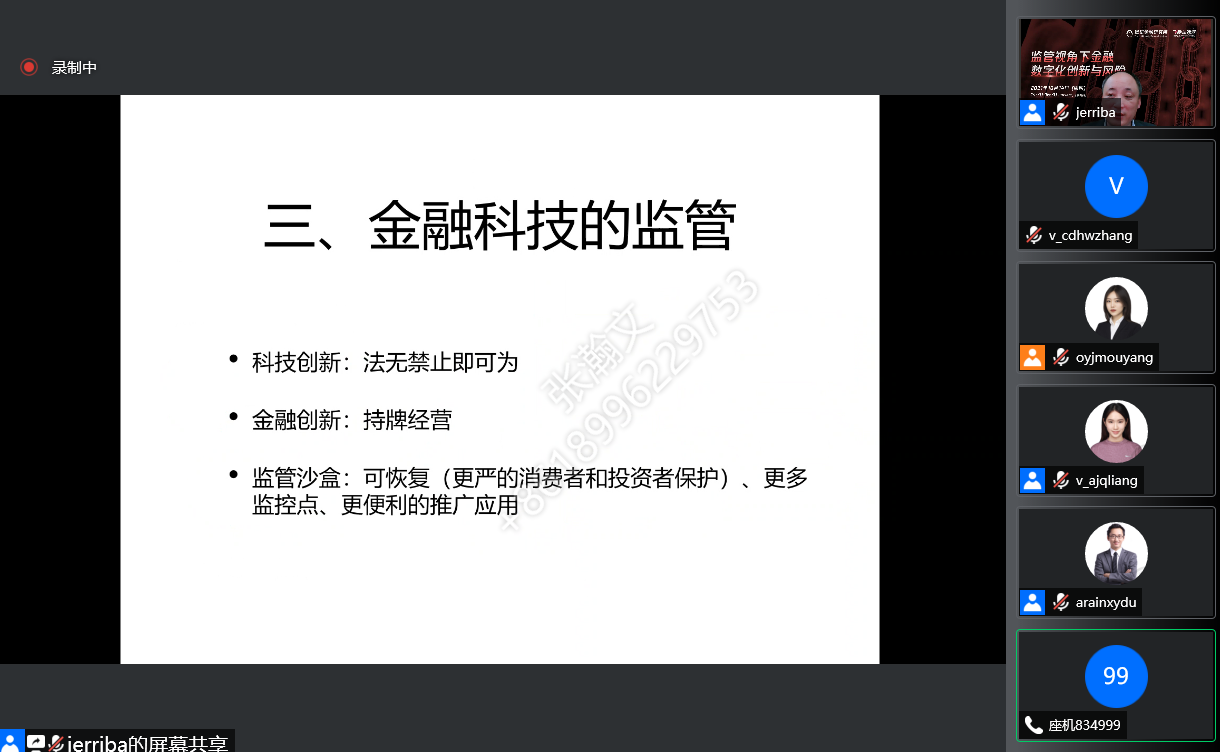 录制中
三、金融科技的监管
科技创新：法无禁止即可为
金融创新：持牌经营
监管沙盒：可恢复（更严的消费者和投资者保护）、更多
监控点、更便利的推广应用
张瀚文
+8618996229753
jerriba的屏幕共享
监管视角下金融
数字化创新与风险
jerriba
V
v_cdhwzhang
oyjmouyang
v_ajqliang
arainxydu
99
座机834999